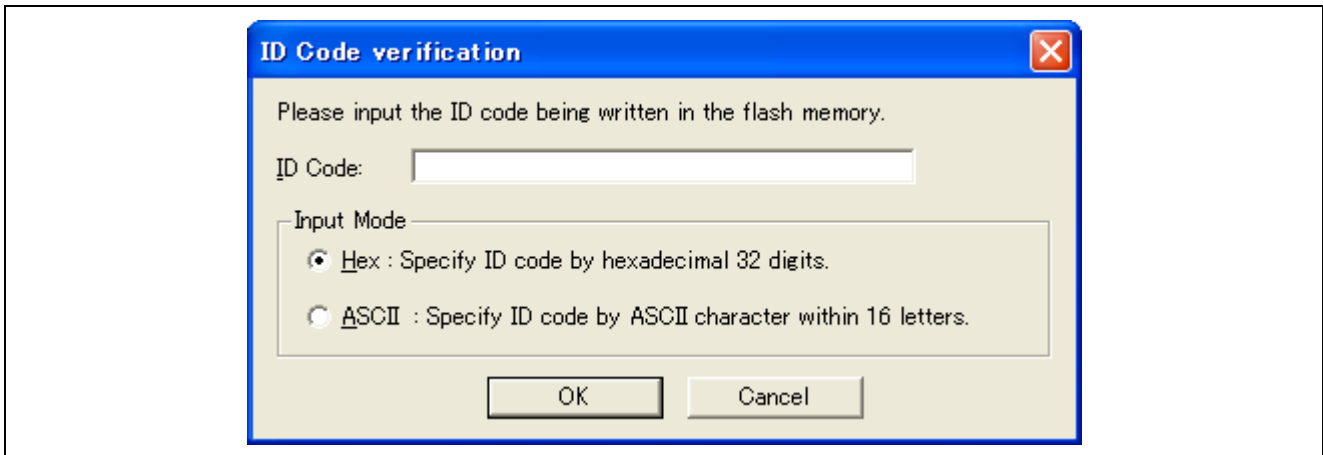 ID Code verification
Please input the ID code being written in the flash memory.
ID Code:
Input Mode
Hex : Specify ID code by hexadecimal 32 digits.
ASCII : Specify ID code by ASCII character within 16 letters.
OK Cancel